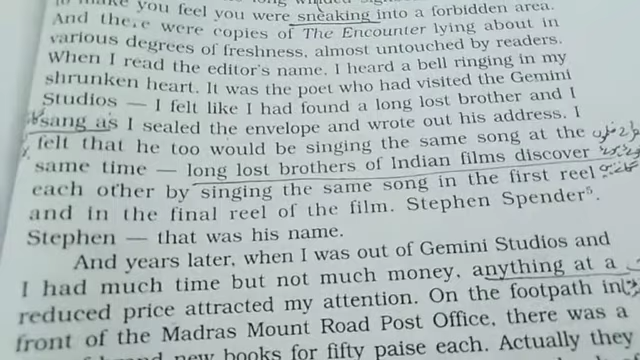 make you feel you were sneaking into a forbidden area.
And there were copies of The Encounter lying about in
various degrees of freshness, almost untouched by readers.
When I read the editor's name, I heard a bell ringing in my
shrunken heart. It was the poet who had visited the Gemini
Studios — I felt like I had found a long lost brother and I
sang as I sealed the envelope and wrote out his address. I
felt that he too would be singing the same song at the
same time — long lost brothers of Indian films discover
each other by singing the same song in the first reel
and in the final reel of the film. Stephen Spender⁵.
Stephen — that was his name.
And years later, when I was out of Gemini Studios and
I had much time but not much money, anything at a
reduced price attracted my attention. On the footpath in
front of the Madras Mount Road Post Office, there was a
new books for fifty paise each. Actually they